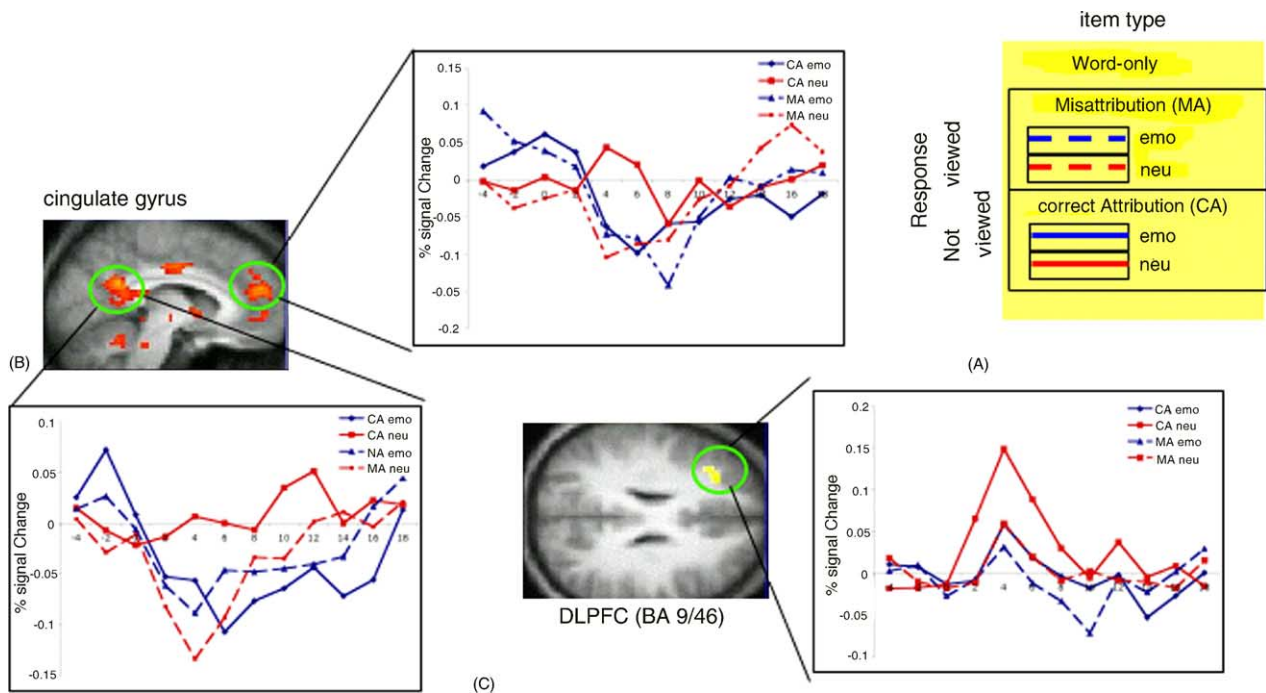 item type
Word-only
Misattribution (MA)
emo
neu
correct Attribution (CA)
emo
neu
Response
Not viewed
viewed
(A)
cingulate gyrus
(B)
% signal Change
0.15
0.1
0.05
0
-0.05
-0.1
-0.05
-0.2
CA emo
CA neu
MA emo
MA neu
-4 -2 0 2 4 6 8 10 12 14 16 18
% signal Change
0.1
0.05
0
-0.05
-0.1
-0.15
CA emo
CA neu
NA emo
MA neu
-4 -2 4 6 8 10 12 14 16 18
DLPFC (BA 9/46)
(C)
% signal Change
0.2
0.15
0.1
0.05
0
-0.05
-0.1
CA emo
CA neu
MA emo
MA neu
-4 4 6 8 12